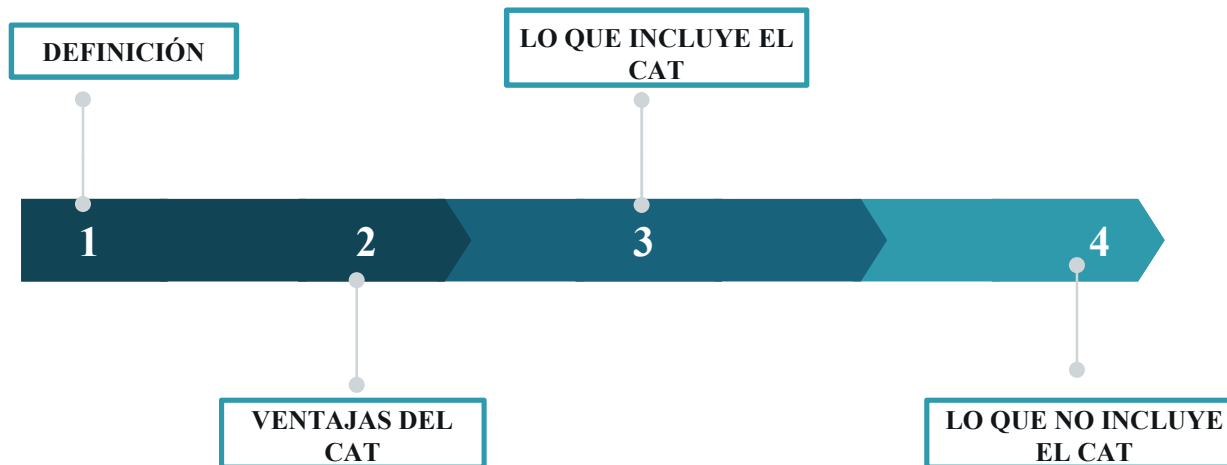 DEFINICIÓN
LO QUE INCLUYE EL
CAT
1
2
3
4
VENTAJAS DEL
CAT
LO QUE NO INCLUYE
EL CAT